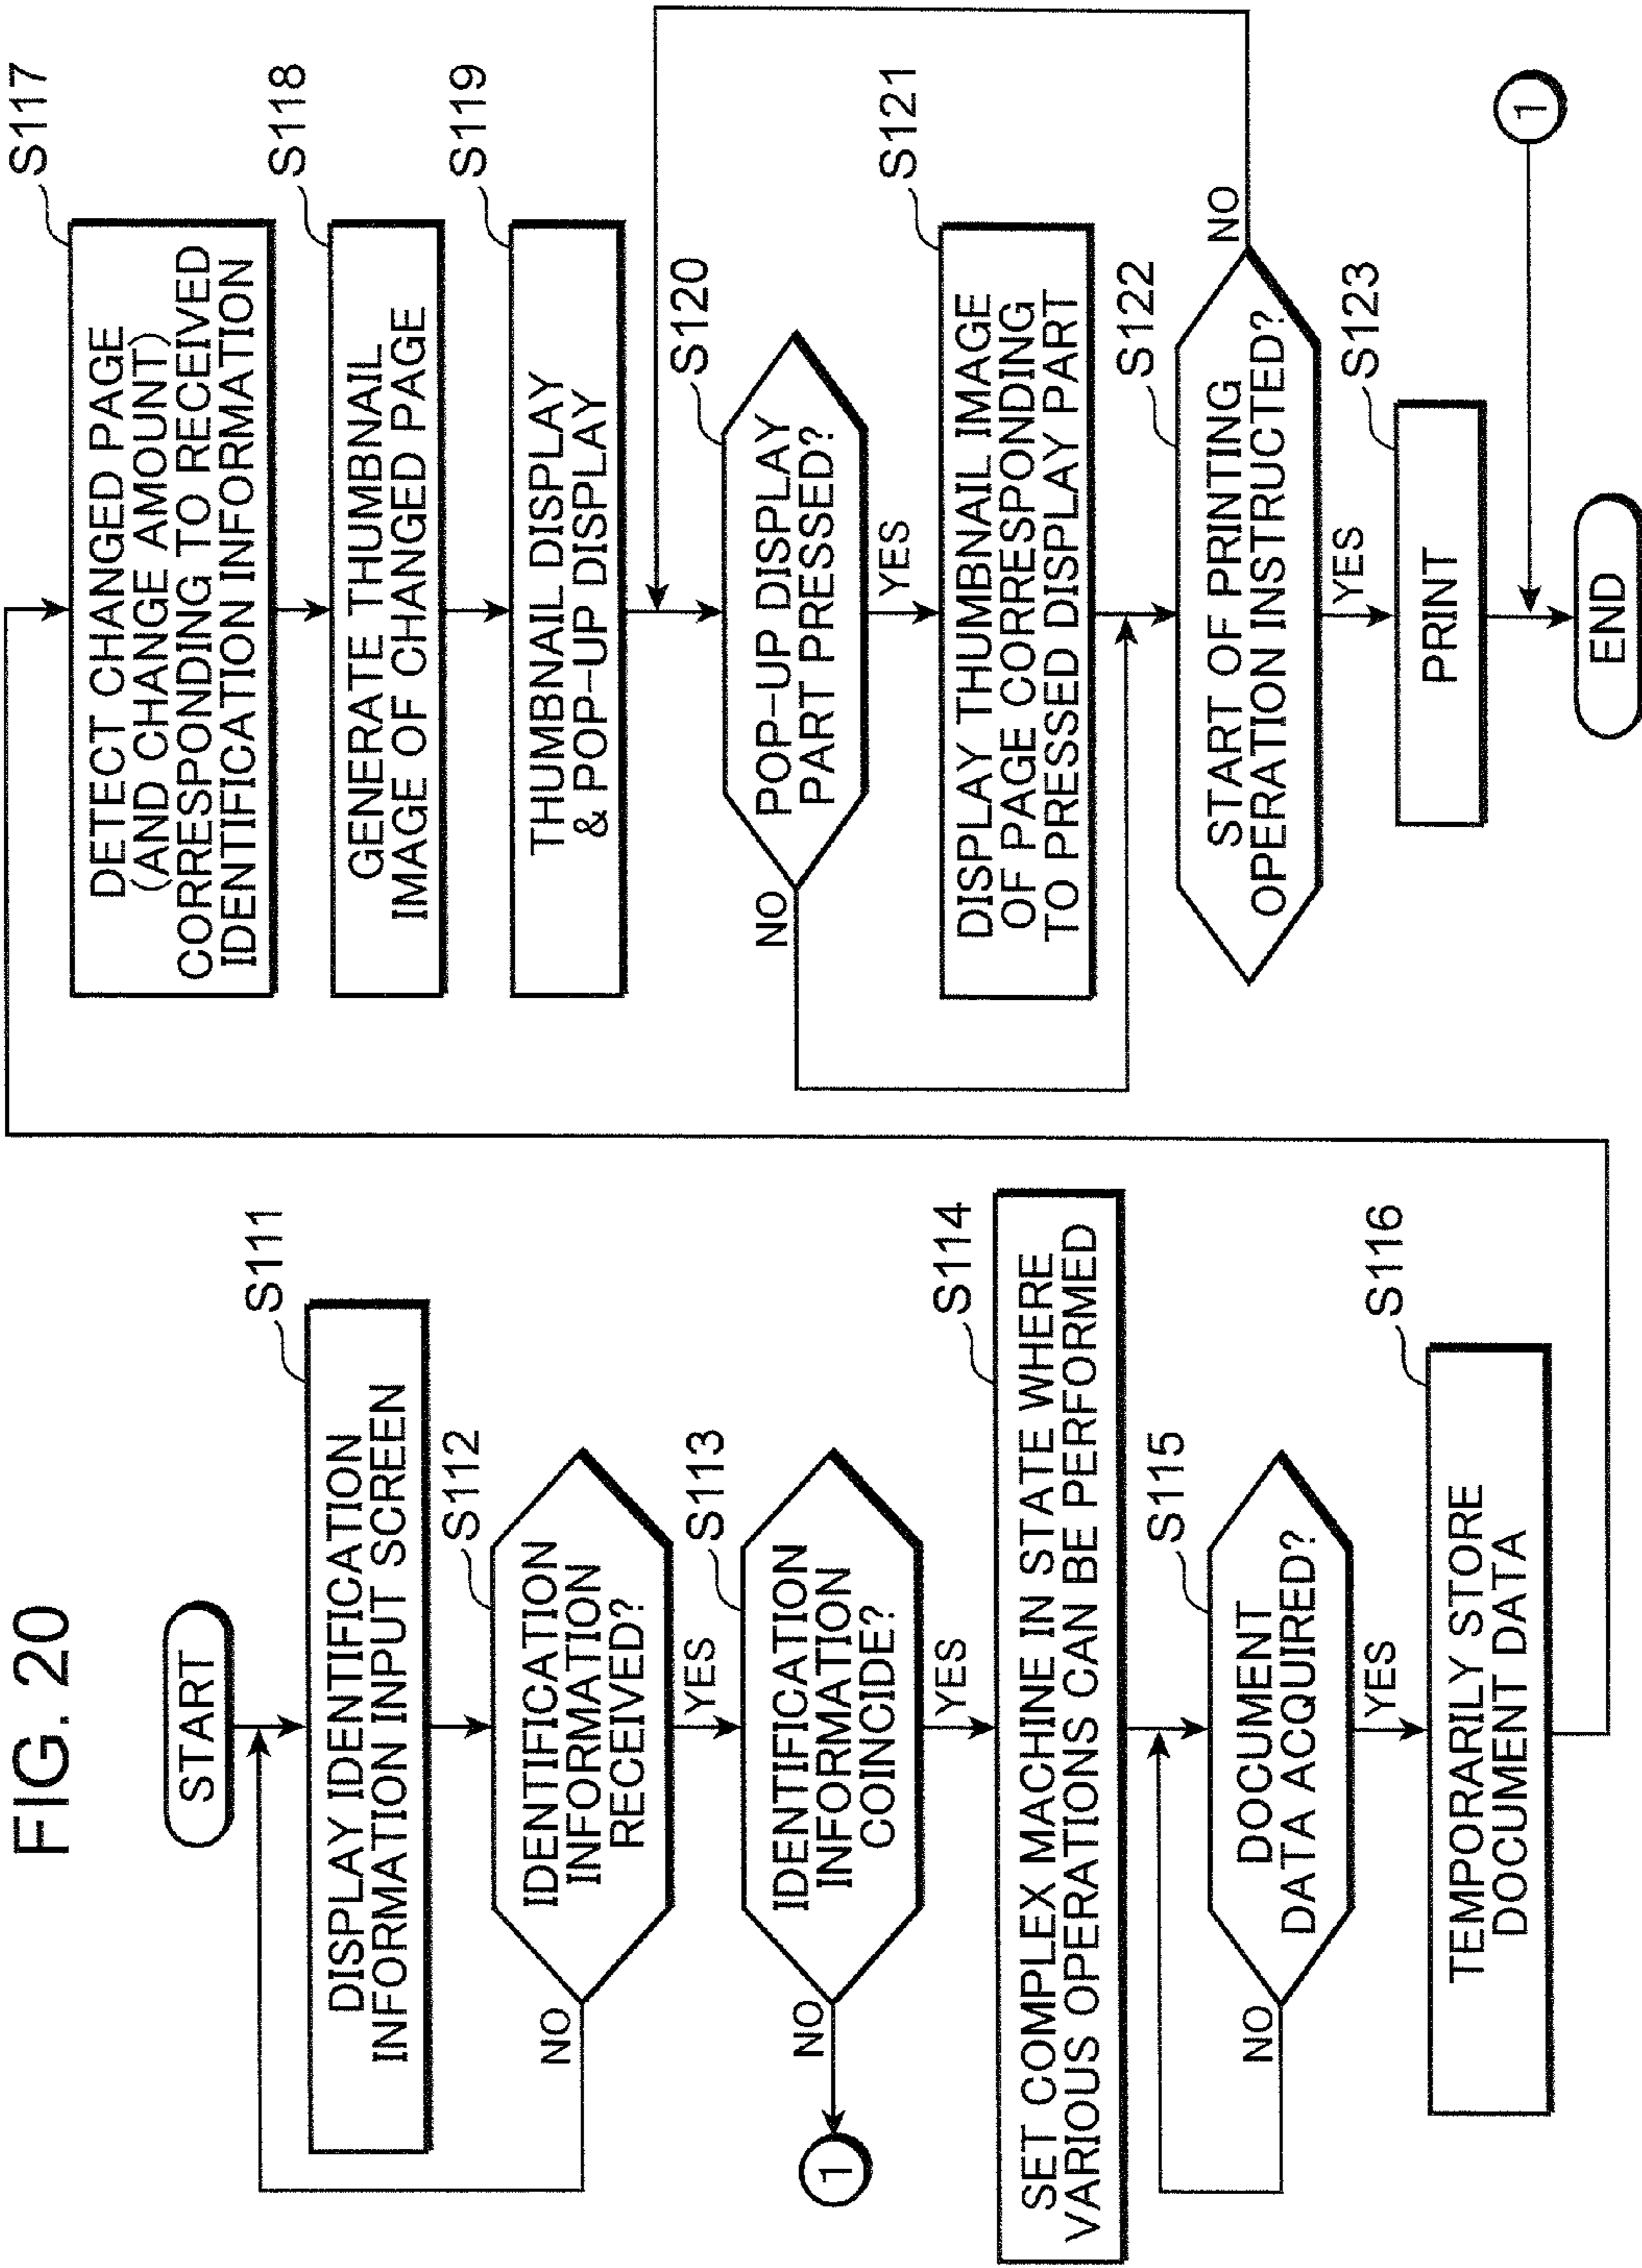 FIG. 20
START
S111
DISPLAY IDENTIFICATION
INFORMATION INPUT SCREEN
S112
IDENTIFICATION
INFORMATION
RECEIVED?
NO
YES
S113
IDENTIFICATION
INFORMATION
COINCIDE?
NO
1
YES
S114
SET COMPLEX MACHINE IN STATE WHERE
VARIOUS OPERATIONS CAN BE PERFORMED
S115
DOCUMENT
DATA ACQUIRED?
NO
YES
S116
TEMPORARILY STORE
DOCUMENT DATA
S117
DETECT CHANGED PAGE
(AND CHANGE AMOUNT)
CORRESPONDING TO RECEIVED
IDENTIFICATION INFORMATION
S118
GENERATE THUMBNAIL
IMAGE OF CHANGED PAGE
S119
THUMBNAIL DISPLAY
& POP-UP DISPLAY
S120
POP-UP DISPLAY
PART PRESSED?
NO
YES
S121
DISPLAY THUMBNAIL IMAGE
OF PAGE CORRESPONDING
TO PRESSED DISPLAY PART
S122
START OF PRINTING
OPERATION INSTRUCTED?
NO
YES
S123
PRINT
1
END